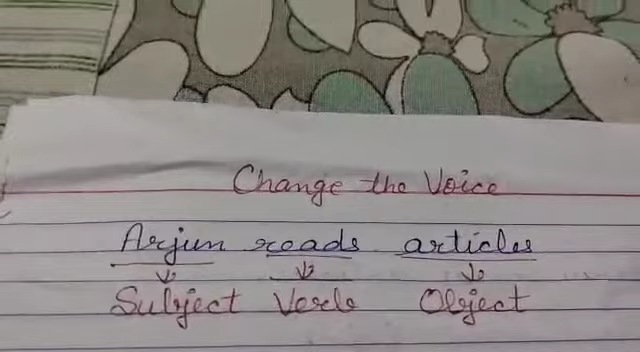 Change the Voice
Arjun reads articles
Subject Verb Object